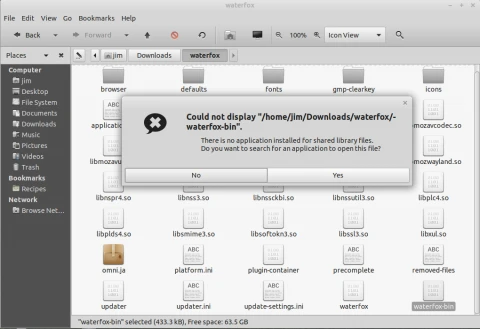 waterfox
File Edit View Go Bookmarks Help
Back Forward 100% Icon View
Places jim Downloads waterfox
Computer
jim
Desktop
File System
Documents
Downloads
Music
Pictures
Videos
Trash
Bookmarks
Recipes
Network
Browse Net...
browser defaults fonts gmp-clearkey icons
Could not display "/home/jim/Downloads/waterfox/-
waterfox-bin".
There is no application installed for shared library files.
Do you want to search for an application to open this file?
No Yes
libnspr4.so libnss3.so libnssckbi.so libnssutil3.so libplc4.so
libplds4.so libsmime3.so libsoftokn3.so libssl3.so libxul.so
omni.ja platform.ini plugin-container precomplete removed-files
updater updater.ini update-settings.ini waterfox waterfox-bin
"waterfox-bin" selected (433.3 kB), Free space: 63.5 GB